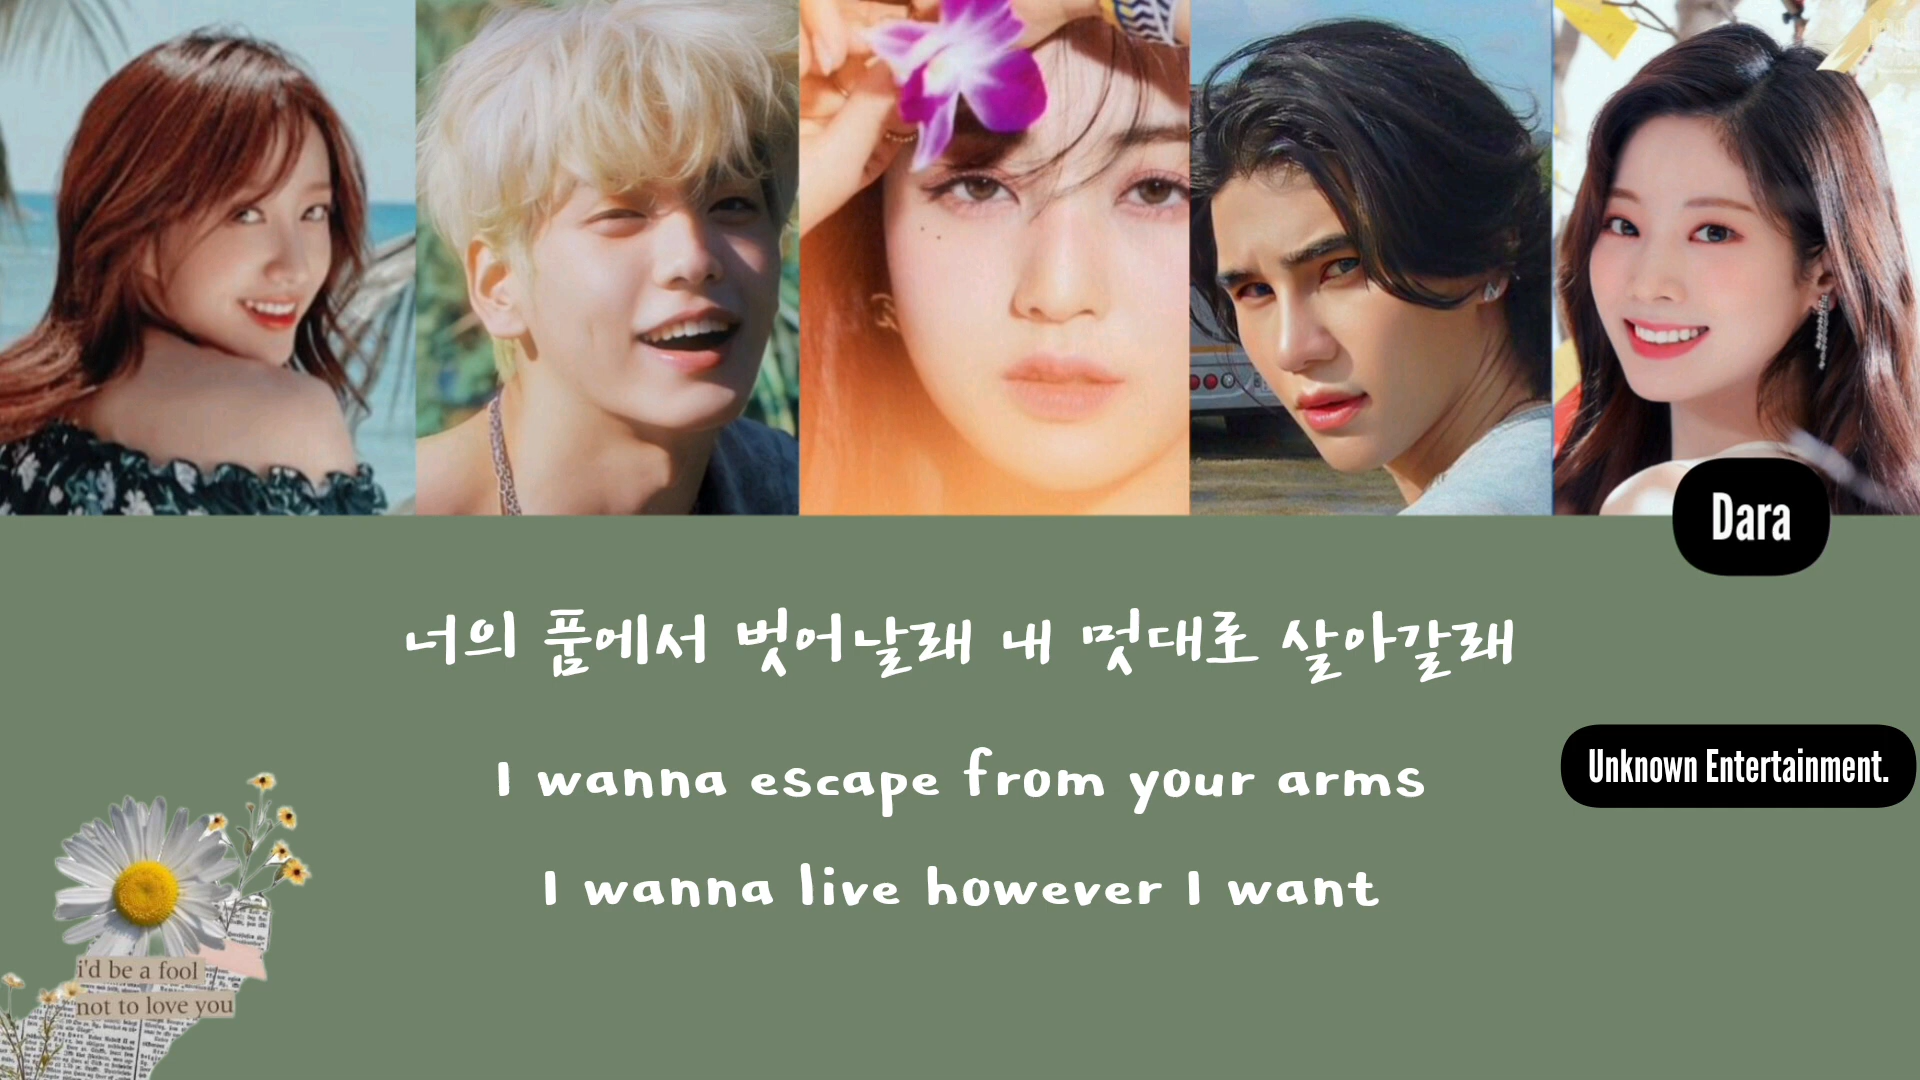 Dara
너의 품에서 벗어날래 내 멋대로 살아갈래
I wanna escape from your arms
Unknown Entertainment.
I wanna live however I want
i'd be a fool
not to love you